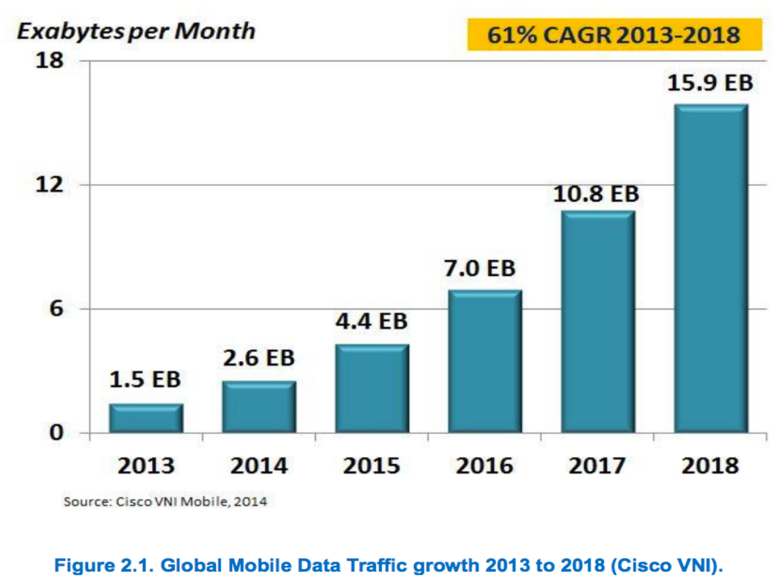 Exabytes per Month
61% CAGR 2013-2018
18
12
6
0
1.5 EB
2.6 EB
4.4 EB
7.0 EB
10.8 EB
15.9 EB
2013 2014 2015 2016 2017 2018
Source: Cisco VNI Mobile, 2014
Figure 2.1. Global Mobile Data Traffic growth 2013 to 2018 (Cisco VNI).